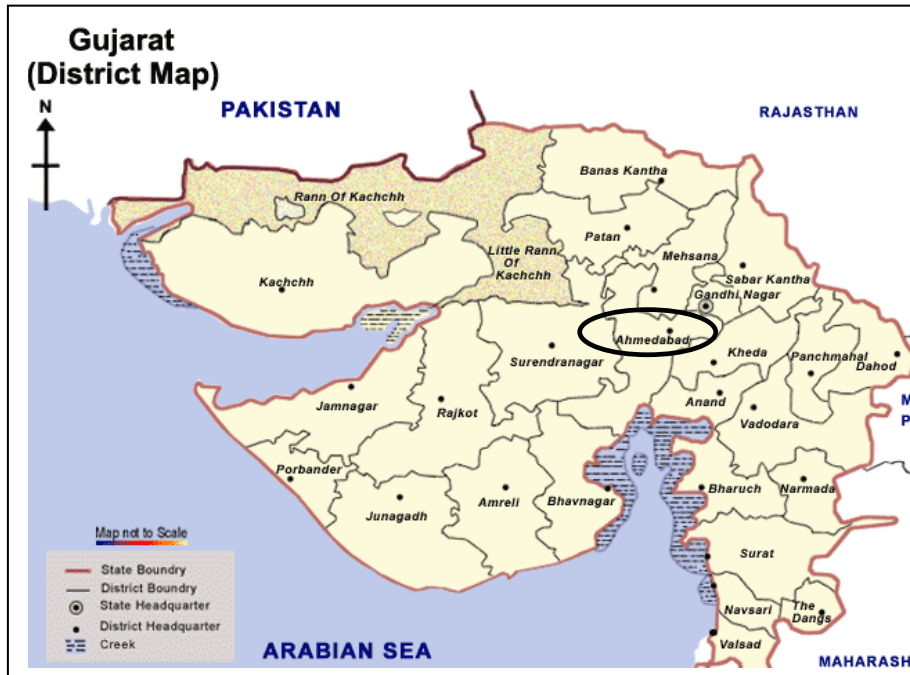 Gujarat
(District Map)
N
PAKISTAN
RAJASTHAN
Banas Kantha
Rann Of Kachchh
Patan
Little Rann
Of
Kachchh
Mehsana
Sabar Kantha
Kachchh
Gandhi Nagar
Ahmedabad
Surendranagar
Kheda
Panchmahal
Dahod
Jamnagar
Rajkot
Anand
Vadodara
M
P
Porbander
Junagadh
Amreli
Bhavnagar
Bharuch
Narmada
Surat
Navsari
The
Dangs
Valsad
Map not to Scale
State Boundry
District Boundry
State Headquarter
District Headquarter
Creek
ARABIAN SEA
MAHARASH